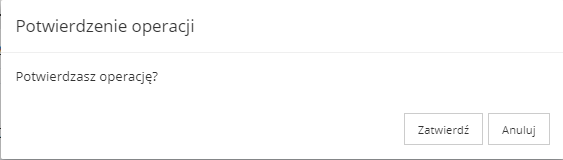 Potwierdzenie operacji
Potwierdzasz operację?
Zatwierdź
Anuluj